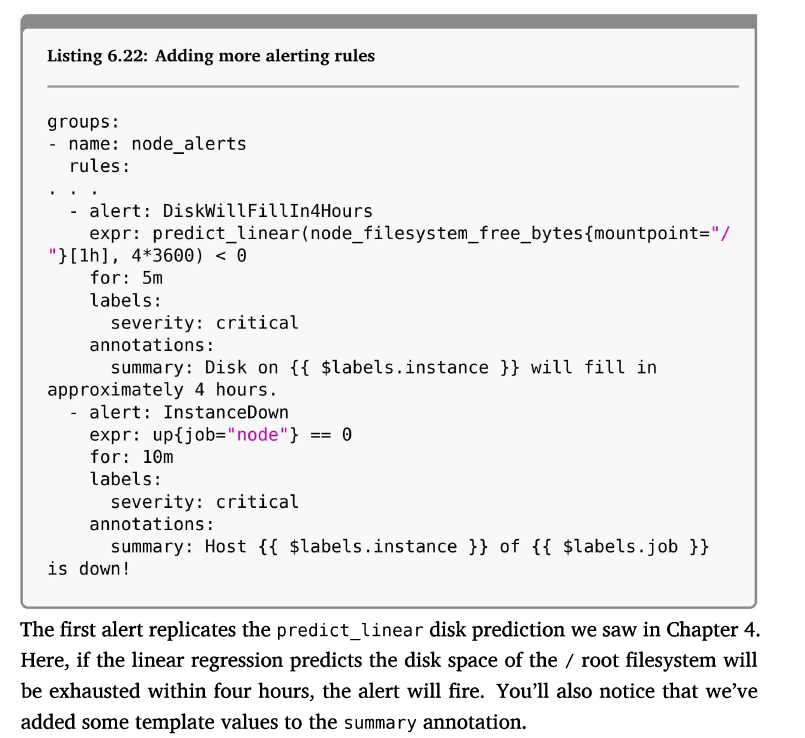 Listing 6.22: Adding more alerting rules
groups:
- name: node_alerts
  rules:
. . .
  - alert: DiskWillFillIn4Hours
    expr: predict_linear(node_filesystem_free_bytes{mountpoint="/
"}[1h], 4*3600) < 0
    for: 5m
    labels:
      severity: critical
    annotations:
      summary: Disk on {{ $labels.instance }} will fill in
approximately 4 hours.
  - alert: InstanceDown
    expr: up{job="node"} == 0
    for: 10m
    labels:
      severity: critical
    annotations:
      summary: Host {{ $labels.instance }} of {{ $labels.job }}
is down!
The first alert replicates the predict_linear disk prediction we saw in Chapter 4.
Here, if the linear regression predicts the disk space of the / root filesystem will
be exhausted within four hours, the alert will fire. You’ll also notice that we’ve
added some template values to the summary annotation.